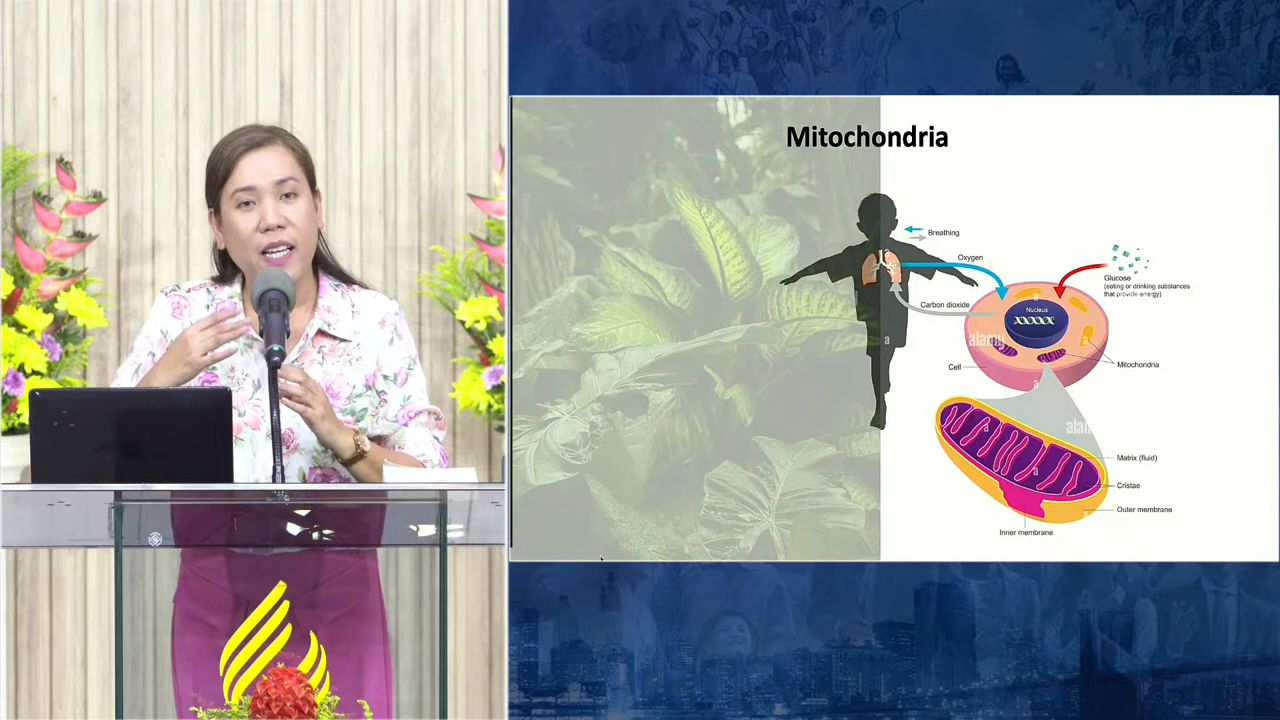 Mitochondria
Breathing
Oxygen
Glucose
(eating or drinking substances
that provide energy)
Carbon dioxide
Nucleus
alamy
Cell
Mitochondria
Matrix (fluid)
Cristae
Outer membrane
Inner membrane
a
a
a
a
a